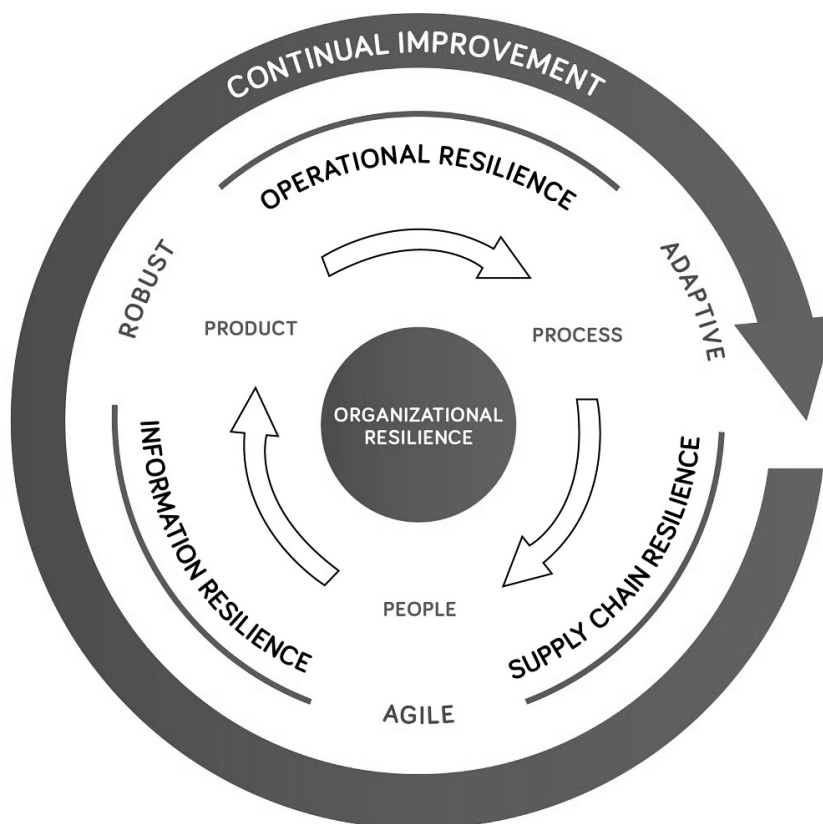 CONTINUAL IMPROVEMENT
OPERATIONAL RESILIENCE
ROBUST
ADAPTIVE
PRODUCT
PROCESS
ORGANIZATIONAL
RESILIENCE
INFORMATION RESILIENCE
SUPPLY CHAIN RESILIENCE
PEOPLE
AGILE